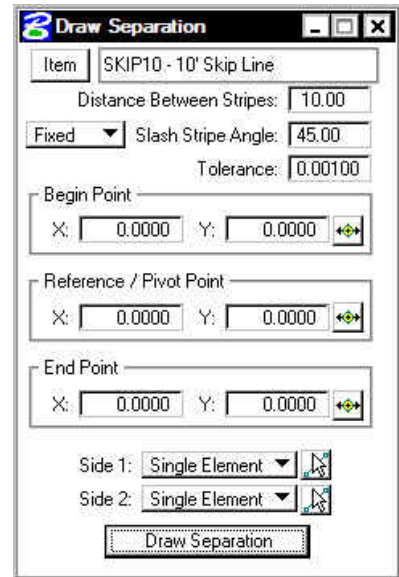 Draw Separation
Item SKIP10 - 10' Skip Line
Distance Between Stripes: 10.00
Fixed Slash Stripe Angle: 45.00
Tolerance: 0.00100
Begin Point
X: 0.0000 Y: 0.0000
Reference / Pivot Point
X: 0.0000 Y: 0.0000
End Point
X: 0.0000 Y: 0.0000
Side 1: Single Element
Side 2: Single Element
Draw Separation